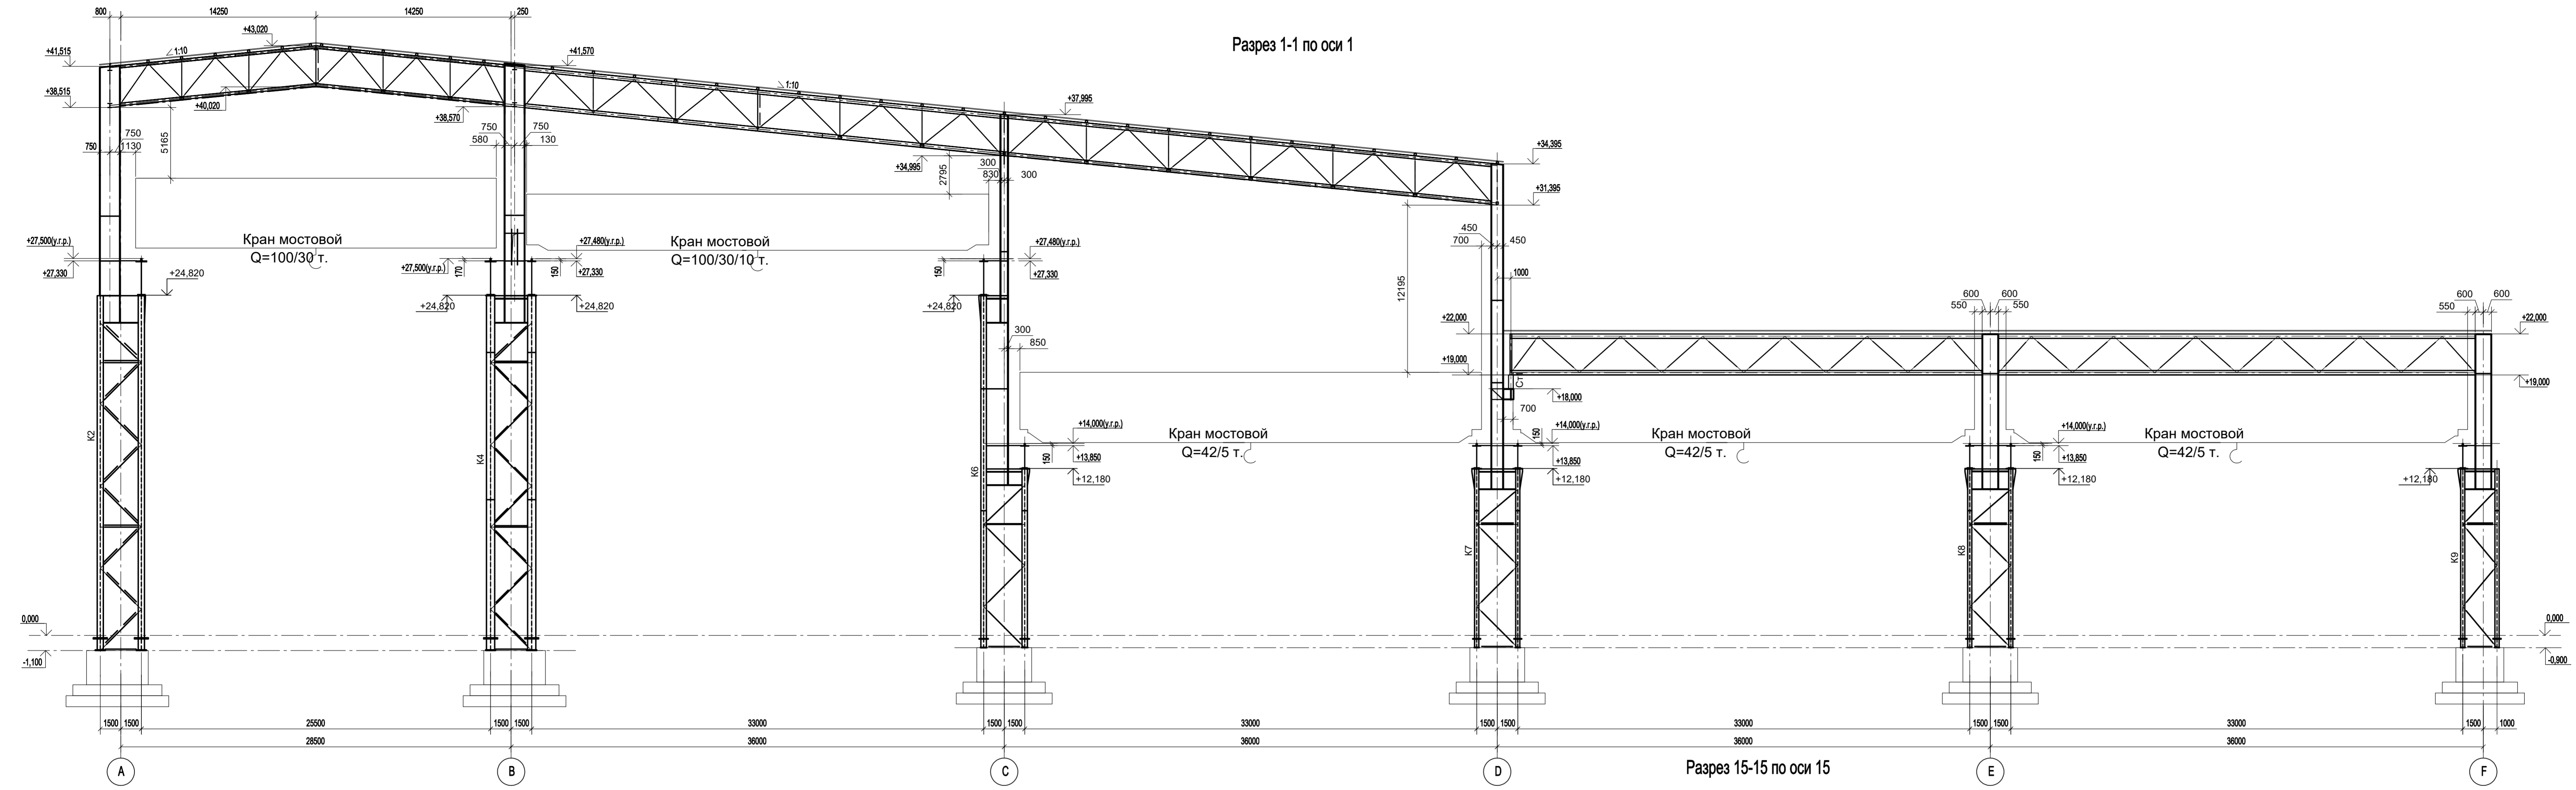 800
14250
14250
250
Разрез 1-1 по оси 1
+43,020
1:10
+41,515
+41,570
+38,515
+40,020
1:10
+38,570
+37,995
750
750
1130
5165
750
750
580
130
+34,995
2795
300
830
300
+34,395
+31,395
Кран мостовой
Q=100/30 т.
Кран мостовой
Q=100/30/10 т.
+27,500(у.г.р.)
+27,330
+24,820
+27,500(у.г.р.)
170
150
+27,480(у.г.р.)
+27,330
+24,820
+24,820
150
+27,480(у.г.р.)
+27,330
+24,820
450
700
450
1000
12195
300
850
+22,000
+19,000
Ст
+18,000
700
600
600
550
550
600
600
550
+22,000
+19,000
Кран мостовой
Q=42/5 т.
Кран мостовой
Q=42/5 т.
Кран мостовой
Q=42/5 т.
+14,000(у.г.р.)
150
+13,850
+12,180
150
+14,000(у.г.р.)
+13,850
+12,180
+14,000(у.г.р.)
150
+13,850
+12,180
+12,180
К2
К4
К6
К7
К8
К9
0,000
-1,100
0,000
-0,900
1500
1500
25500
1500
1500
33000
1500
1500
33000
1500
1500
33000
1500
1500
33000
1500
1000
28500
36000
36000
36000
36000
A
B
C
D
E
F
Разрез 15-15 по оси 15